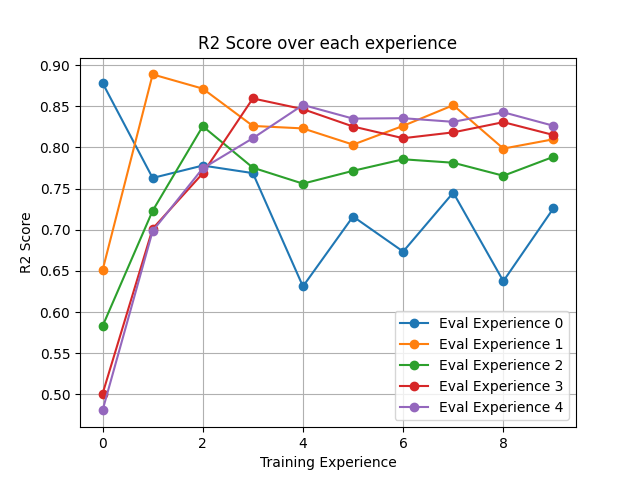 R2 Score over each experience
0.90
0.85
0.80
0.75
0.70
0.65
0.60
0.55
0.50
R2 Score
0
2
4
6
8
Training Experience
Eval Experience 0
Eval Experience 1
Eval Experience 2
Eval Experience 3
Eval Experience 4